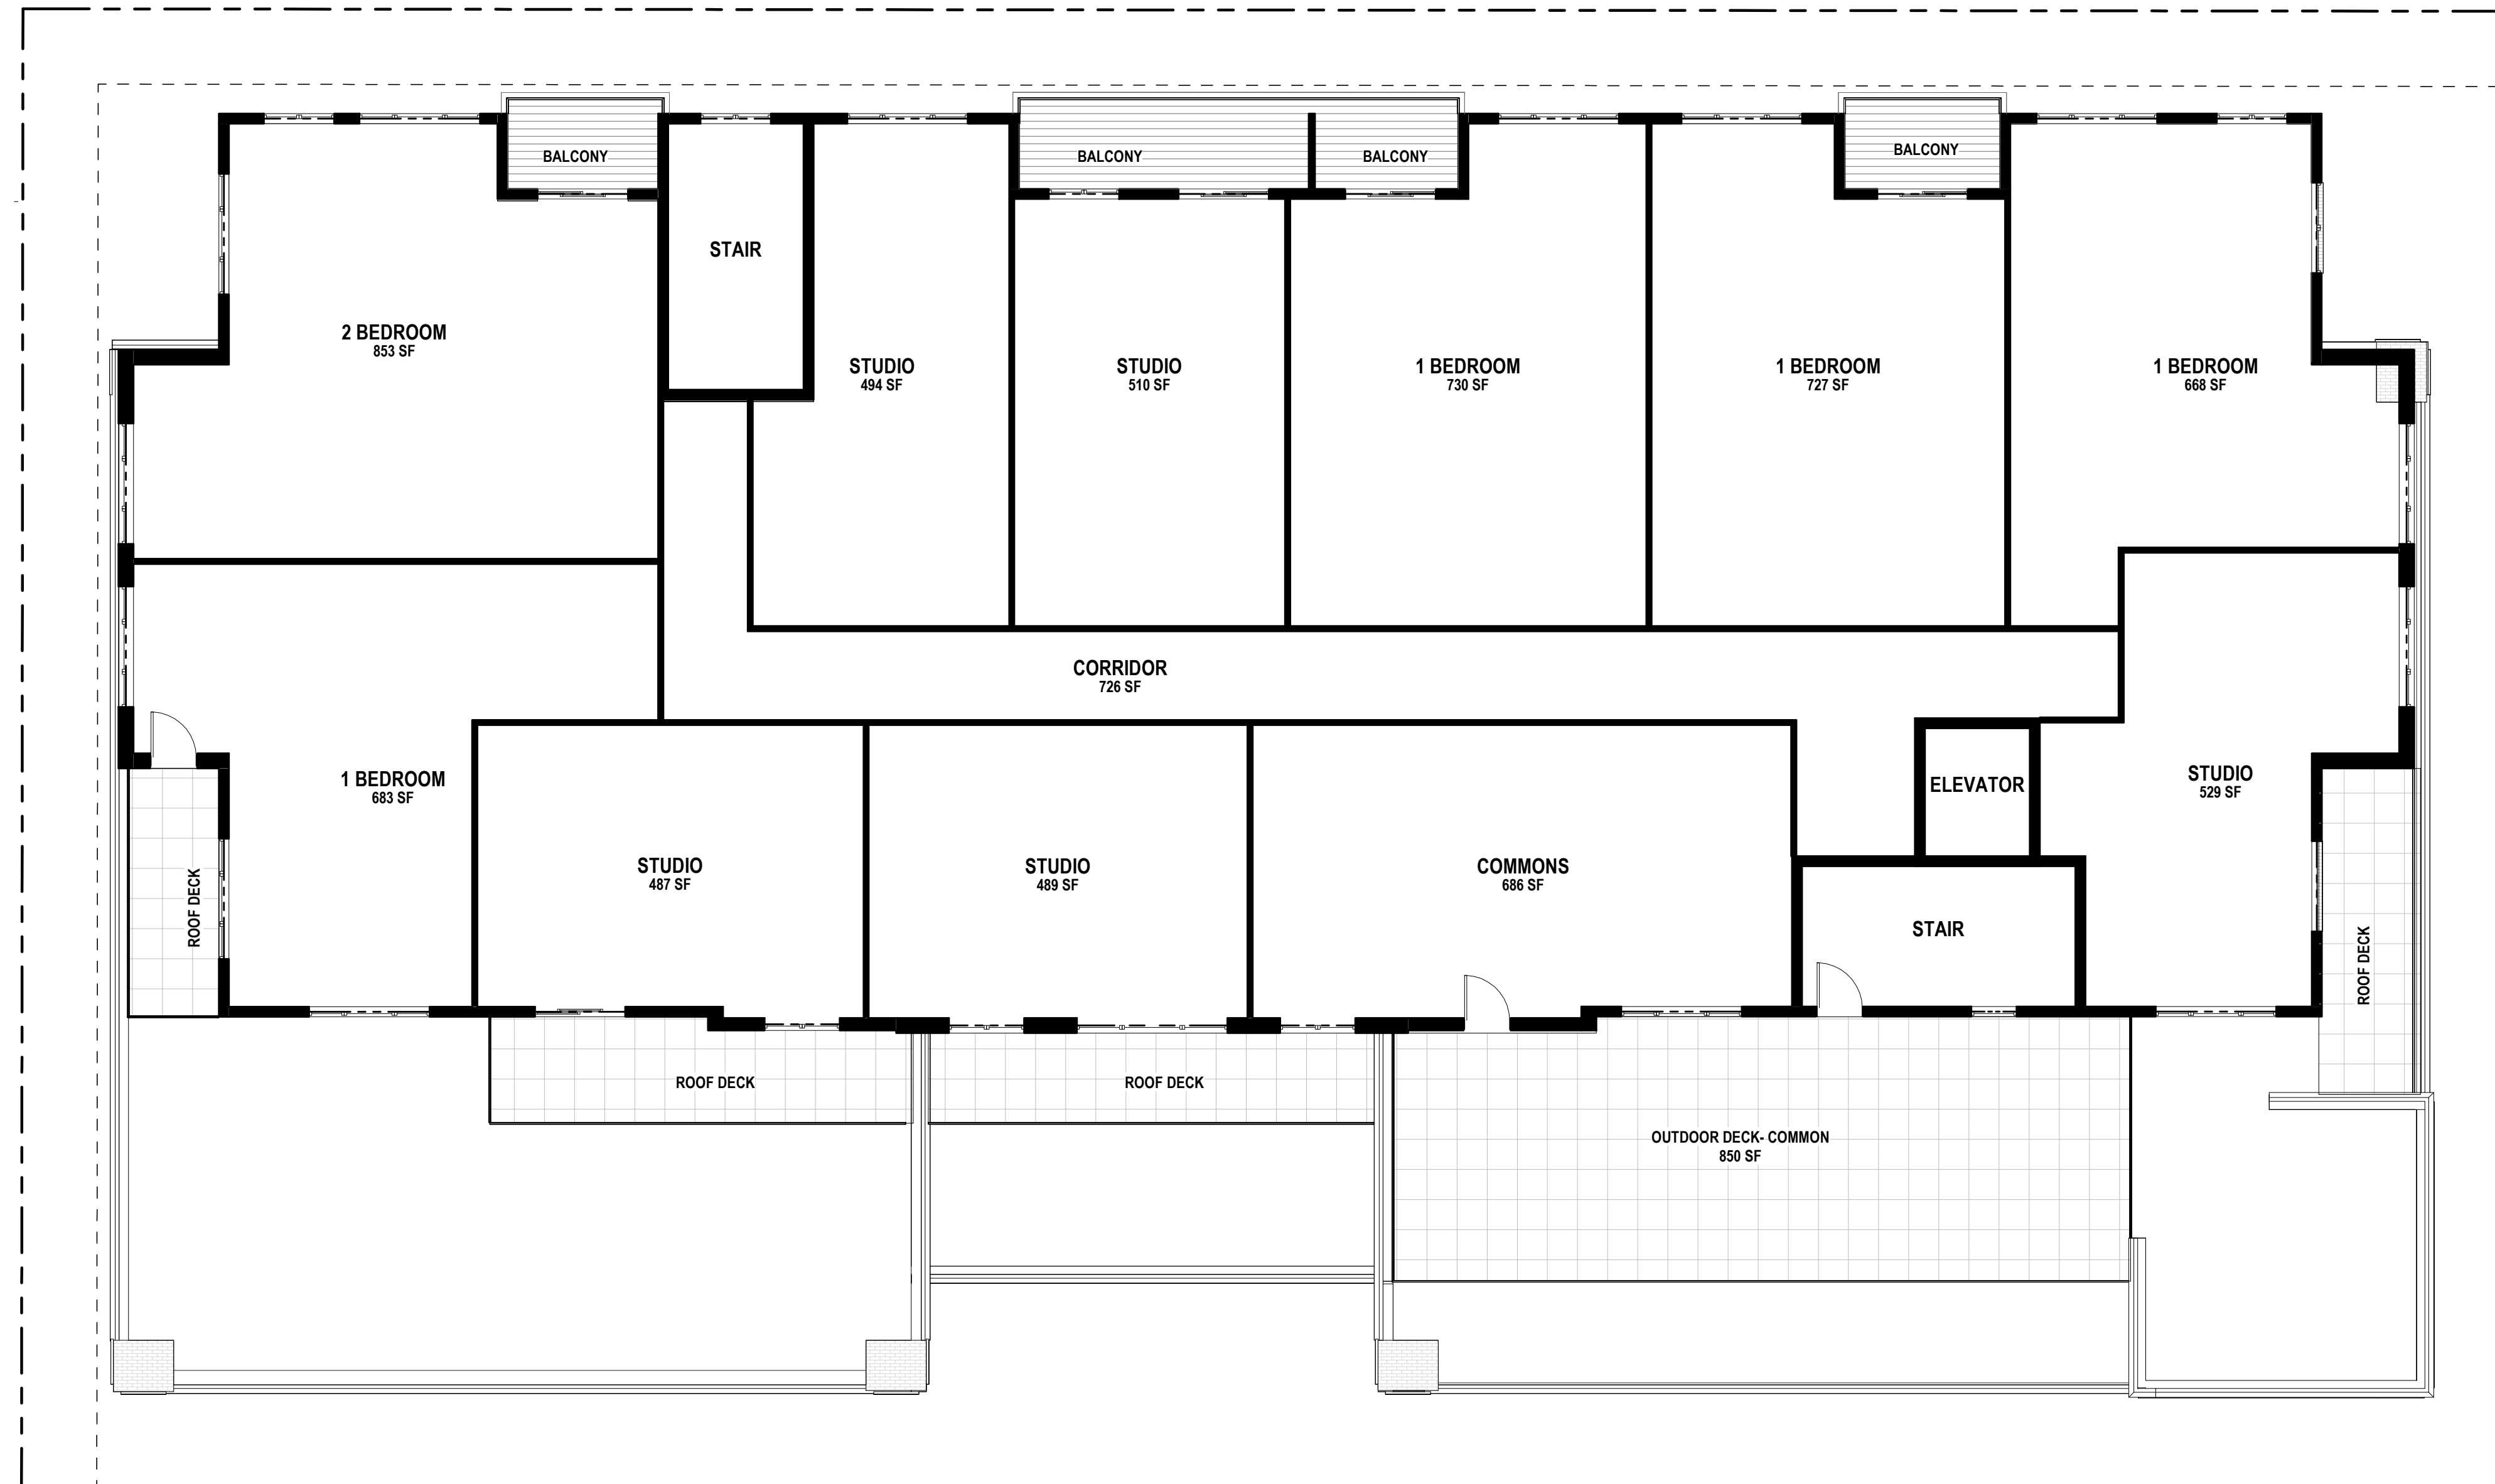 BALCONY
BALCONY
BALCONY
BALCONY
STAIR
2 BEDROOM
853 SF
STUDIO
494 SF
STUDIO
510 SF
1 BEDROOM
730 SF
1 BEDROOM
727 SF
1 BEDROOM
668 SF
CORRIDOR
726 SF
1 BEDROOM
683 SF
ELEVATOR
STUDIO
529 SF
ROOF DECK
STUDIO
487 SF
STUDIO
489 SF
COMMONS
686 SF
STAIR
ROOF DECK
ROOF DECK
ROOF DECK
OUTDOOR DECK- COMMON
850 SF